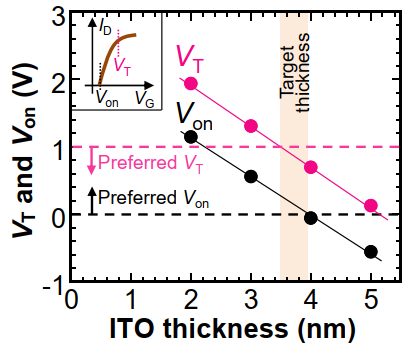 3
2
1
0
-1
V_T and V_on (V)
I_D
V_T
V_on
V_G
V_T
V_on
Target
thickness
Preferred V_T
Preferred V_on
0 1 2 3 4 5
ITO thickness (nm)